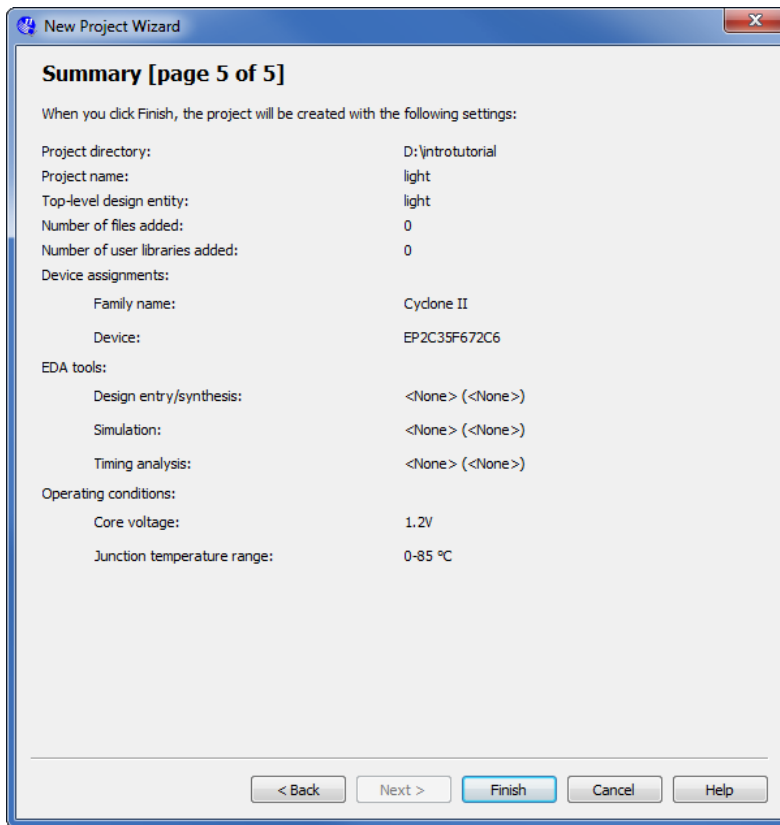 New Project Wizard
Summary [page 5 of 5]
When you click Finish, the project will be created with the following settings:
Project directory: D:\introtutorial
Project name: light
Top-level design entity: light
Number of files added: 0
Number of user libraries added: 0
Device assignments:
Family name: Cyclone II
Device: EP2C35F672C6
EDA tools:
Design entry/synthesis: <None> (<None>)
Simulation: <None> (<None>)
Timing analysis: <None> (<None>)
Operating conditions:
Core voltage: 1.2V
Junction temperature range: 0-85 °C
< Back Next > Finish Cancel Help